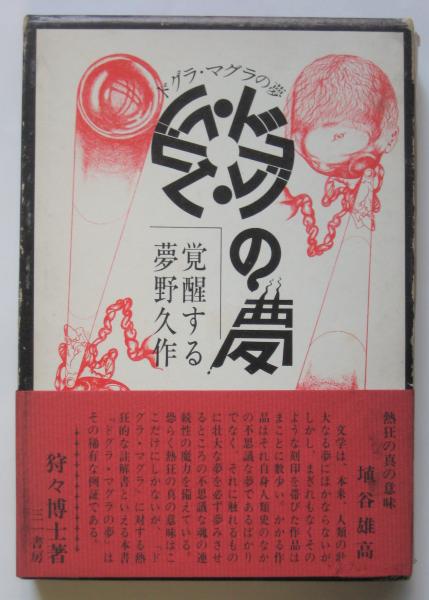 ドグラ・マグラの夢
ドグラ・マグラ・の夢
覚醒する
夢野久作
熱狂の真の意味
埴谷雄高
文学は、本来、人類の壮
大なる夢にほかならないが、
しかし、まぎれもなくその
ような刻印を帯びた作品は
まことに数少い。かかる作
品はそれ自身人類史のなか
の不思議な夢であるばかり
でなく、それに触れるもの
に壮大な夢を必ず夢みさせ
るところの不思議な魂の連
続性の魔力を備えている。
恐らく熱狂の真の意味はこ
こだけにしかないが、『ド
グラ・マグラ』に対する熱
狂的な註解書といえる本書
『ドグラ・マグラの夢』は
その稀有な例証である。
狩々博士著
三一書房